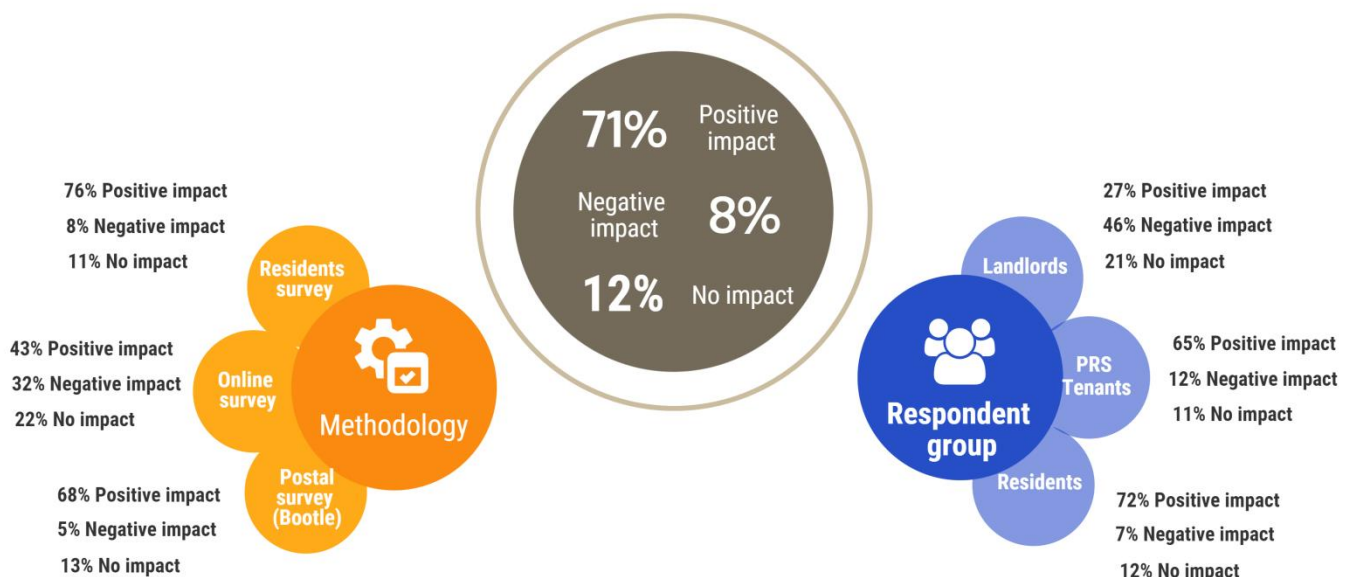 71% Positive
impact
Negative
impact 8%
12% No impact
76% Positive impact
8% Negative impact
11% No impact
Residents
survey
43% Positive impact
32% Negative impact
22% No impact
Online
survey
68% Positive impact
5% Negative impact
13% No impact
Postal
survey
(Bootle)
Methodology
27% Positive impact
46% Negative impact
21% No impact
Landlords
65% Positive impact
12% Negative impact
11% No impact
PRS
Tenants
72% Positive impact
7% Negative impact
12% No impact
Residents
Respondent
group